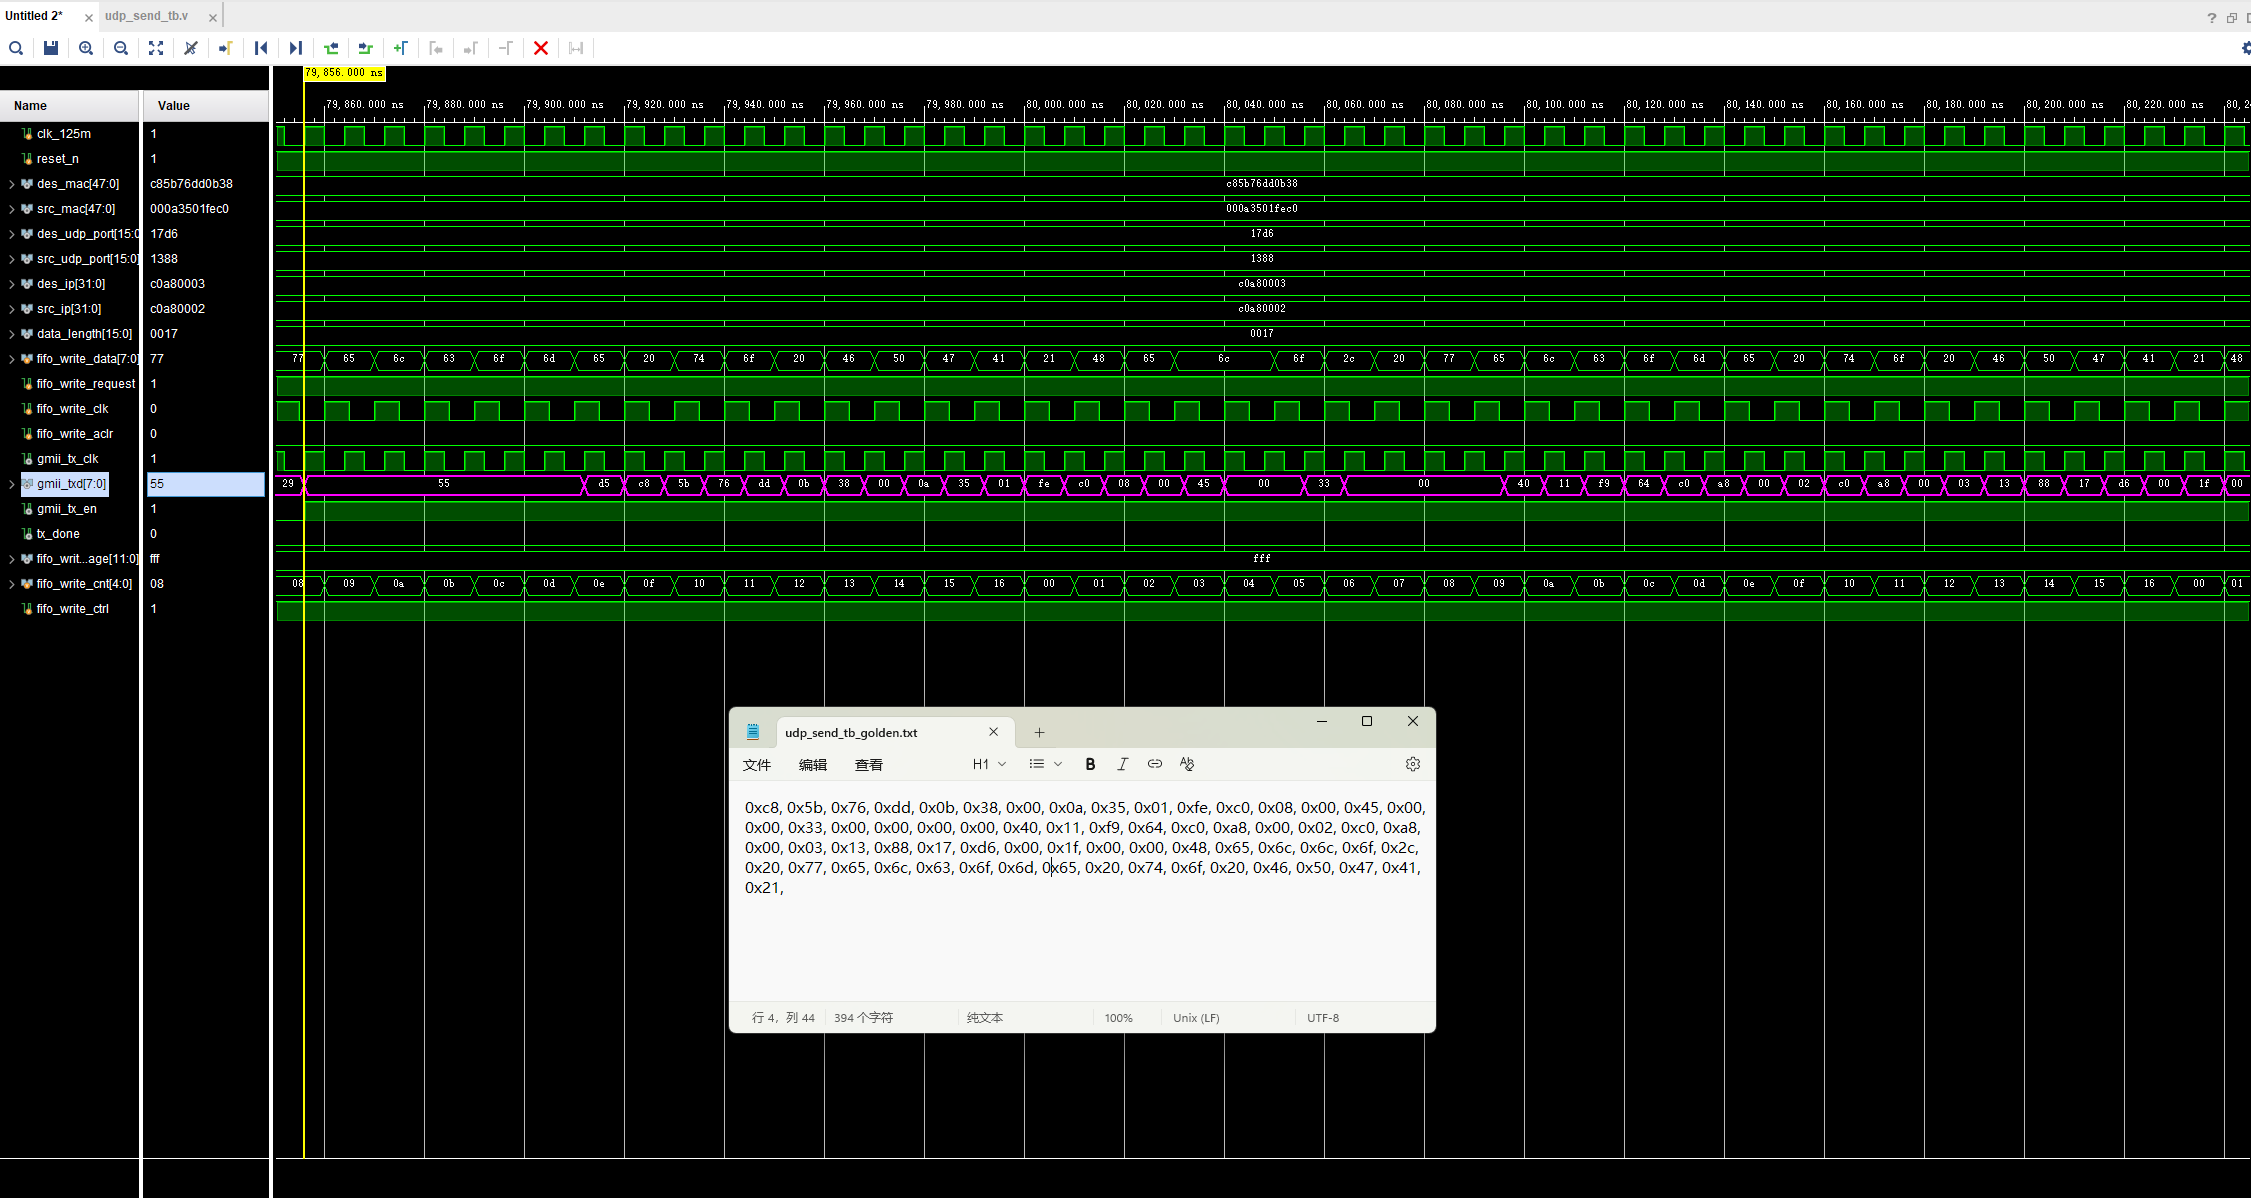 Untitled 2*
udp_send_tb.v
79,856.000 ns
Name Value
79,860.000 ns 79,880.000 ns 79,900.000 ns 79,920.000 ns 79,940.000 ns 79,960.000 ns 79,980.000 ns 80,000.000 ns 80,020.000 ns 80,040.000 ns 80,060.000 ns 80,080.000 ns 80,100.000 ns 80,120.000 ns 80,140.000 ns 80,160.000 ns 80,180.000 ns 80,200.000 ns 80,220.000 ns 80,24
clk_125m 1
reset_n 1
des_mac[47:0] c85b76dd0b38 c85b76dd0b38
src_mac[47:0] 000a3501fec0 000a3501fec0
des_udp_port[15:0 17d6 17d6
src_udp_port[15:0] 1388 1388
des_ip[31:0] c0a80003 c0a80003
src_ip[31:0] c0a80002 c0a80002
data_length[15:0] 0017 0017
fifo_write_data[7:0] 77 77 65 6c 63 6f 6d 65 20 74 6f 20 46 50 47 41 21 48 65 6c 6f 2c 20 77 65 6c 63 6f 6d 65 20 74 6f 20 46 50 47 41 21 48
fifo_write_request 1
fifo_write_clk 0
fifo_write_aclr 0
gmii_tx_clk 1
gmii_txd[7:0] 55 29 55 d5 c8 5b 76 dd 0b 38 00 0a 35 01 fe c0 08 00 45 00 33 00 40 11 f9 64 c0 a8 00 02 c0 a8 00 03 13 88 17 d6 00 1f 00
gmii_tx_en 1
tx_done 0
fifo_writ...age[11:0] fff fff
fifo_write_cnt[4:0] 08 08 09 0a 0b 0c 0d 0e 0f 10 11 12 13 14 15 16 00 01 02 03 04 05 06 07 08 09 0a 0b 0c 0d 0e 0f 10 11 12 13 14 15 16 00 01
fifo_write_ctrl 1
udp_send_tb_golden.txt
文件 编辑 查看 H1 B I
0xc8, 0x5b, 0x76, 0xdd, 0x0b, 0x38, 0x00, 0x0a, 0x35, 0x01, 0xfe, 0xc0, 0x08, 0x00, 0x45, 0x00,
0x00, 0x33, 0x00, 0x00, 0x00, 0x00, 0x40, 0x11, 0xf9, 0x64, 0xc0, 0xa8, 0x00, 0x02, 0xc0, 0xa8,
0x00, 0x03, 0x13, 0x88, 0x17, 0xd6, 0x00, 0x1f, 0x00, 0x00, 0x48, 0x65, 0x6c, 0x6c, 0x6f, 0x2c,
0x20, 0x77, 0x65, 0x6c, 0x63, 0x6f, 0x6d, 0x65, 0x20, 0x74, 0x6f, 0x20, 0x46, 0x50, 0x47, 0x41,
0x21,
行 4，列 44 394 个字符 纯文本 100% Unix (LF) UTF-8